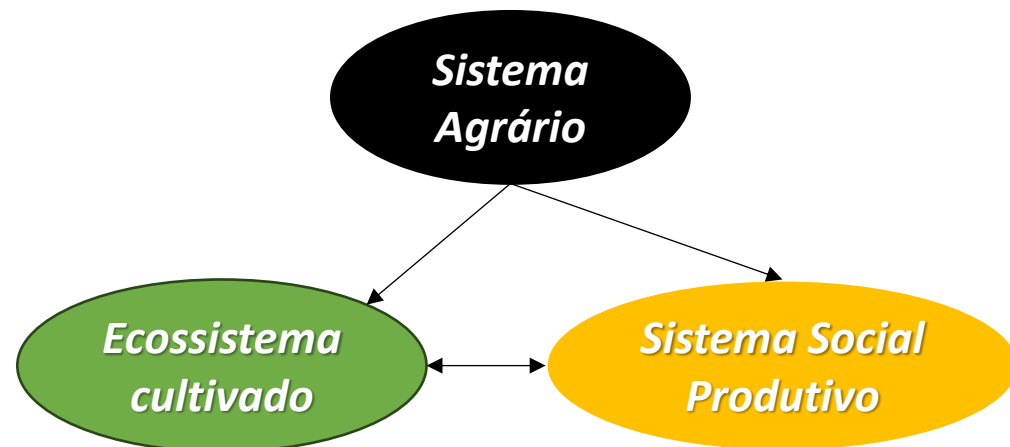 Sistema
Agrário
Ecossistema
cultivado
Sistema Social
Produtivo